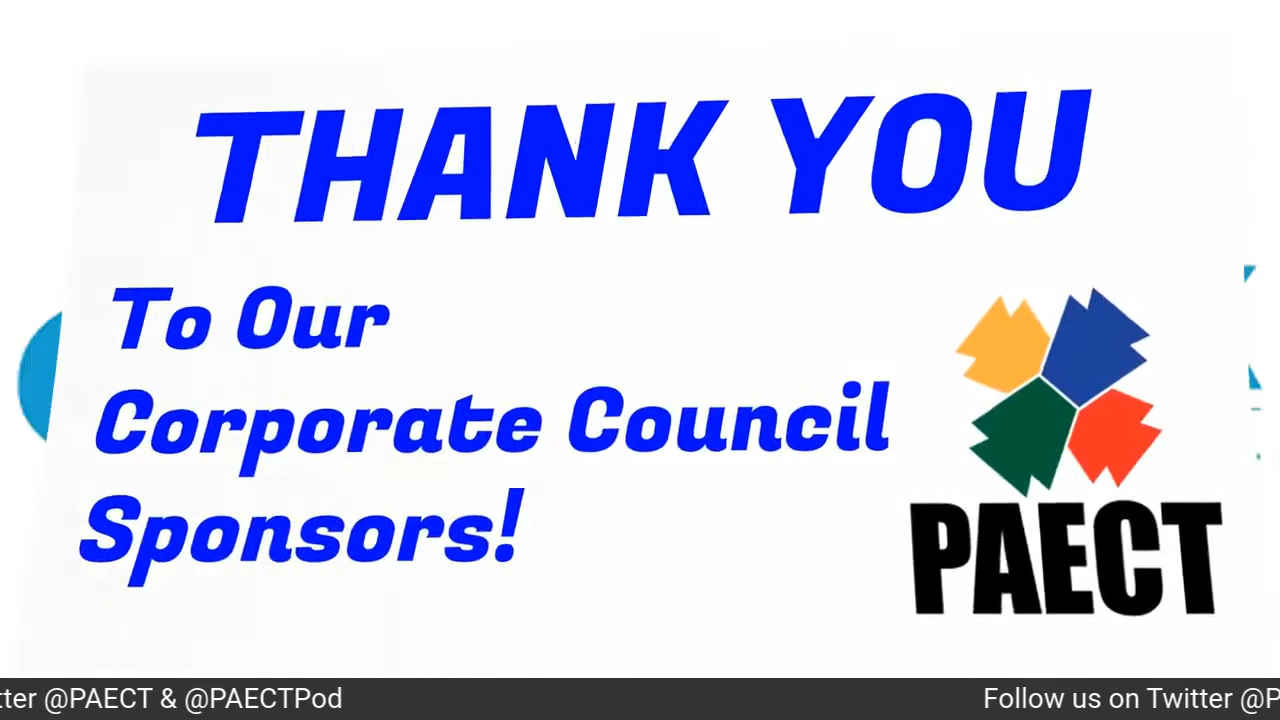 THANK YOU
To Our
Corporate Council
Sponsors!
PAECT
tter @PAECT & @PAECTPod
Follow us on Twitter @P